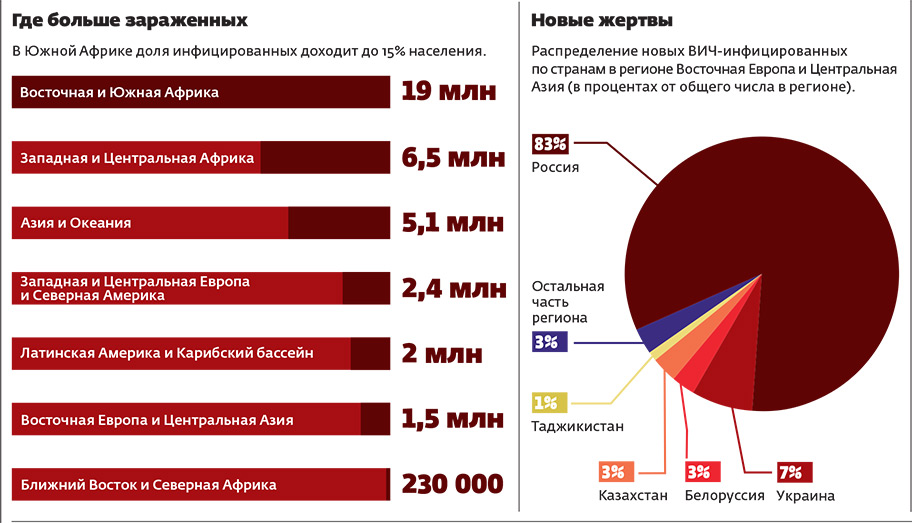 Где больше зараженных
В Южной Африке доля инфицированных доходит до 15% населения.
Восточная и Южная Африка
19 млн
Западная и Центральная Африка
6,5 млн
Азия и Океания
5,1 млн
Западная и Центральная Европа
и Северная Америка
2,4 млн
Латинская Америка и Карибский бассейн
2 млн
Восточная Европа и Центральная Азия
1,5 млн
Ближний Восток и Северная Африка
230 000
Новые жертвы
Распределение новых ВИЧ-инфицированных
по странам в регионе Восточная Европа и Центральная
Азия (в процентах от общего числа в регионе).
83%
Россия
Остальная
часть
региона
3%
1%
Таджикистан
3%
Казахстан
3%
Белоруссия
7%
Украина